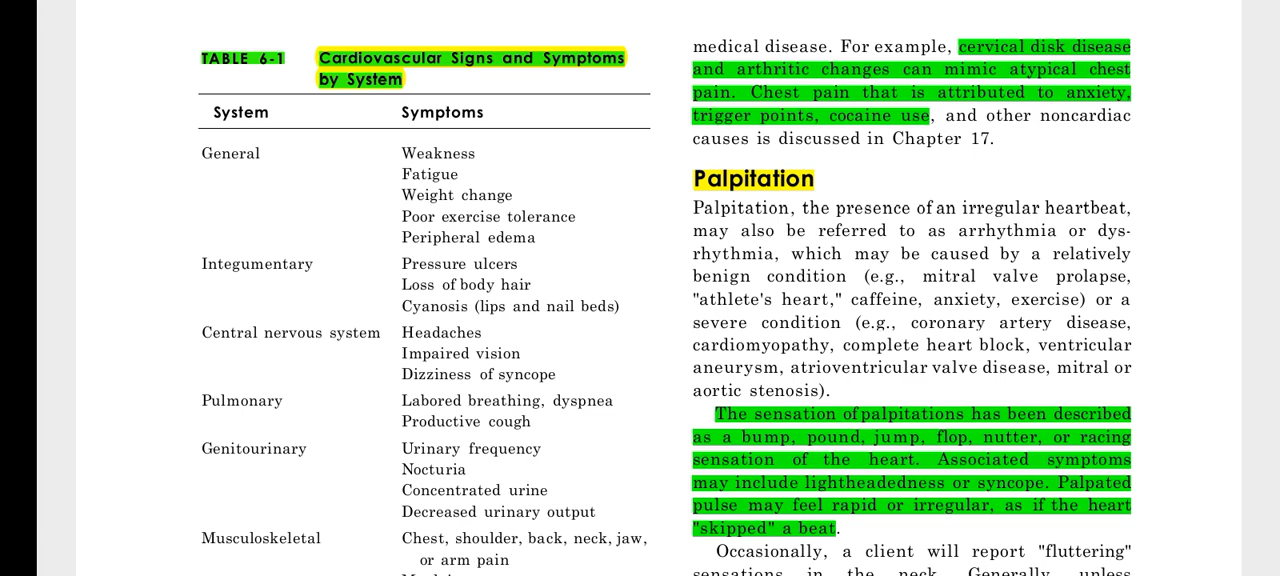 TABLE 6-1 Cardiovascular Signs and Symptoms
by System
System Symptoms
General Weakness
Fatigue
Weight change
Poor exercise tolerance
Peripheral edema
Integumentary Pressure ulcers
Loss of body hair
Cyanosis (lips and nail beds)
Central nervous system Headaches
Impaired vision
Dizziness of syncope
Pulmonary Labored breathing, dyspnea
Productive cough
Genitourinary Urinary frequency
Nocturia
Concentrated urine
Decreased urinary output
Musculoskeletal Chest, shoulder, back, neck, jaw,
or arm pain
medical disease. For example, cervical disk disease
and arthritic changes can mimic atypical chest
pain. Chest pain that is attributed to anxiety,
trigger points, cocaine use, and other noncardiac
causes is discussed in Chapter 17.
Palpitation
Palpitation, the presence of an irregular heartbeat,
may also be referred to as arrhythmia or dys-
rhythmia, which may be caused by a relatively
benign condition (e.g., mitral valve prolapse,
"athlete's heart," caffeine, anxiety, exercise) or a
severe condition (e.g., coronary artery disease,
cardiomyopathy, complete heart block, ventricular
aneurysm, atrioventricular valve disease, mitral or
aortic stenosis).
The sensation of palpitations has been described
as a bump, pound, jump, flop, nutter, or racing
sensation of the heart. Associated symptoms
may include lightheadedness or syncope. Palpated
pulse may feel rapid or irregular, as if the heart
"skipped" a beat.
Occasionally, a client will report "fluttering"
sensations in the neck. Generally, unless